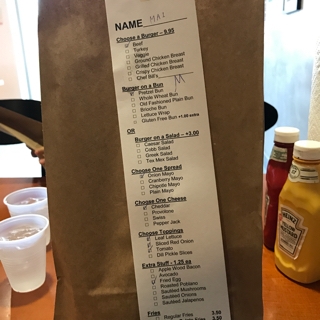 NAME MAL
Choose a Burger - 9.95
Beef
Turkey
Veggie
Ground Chicken Breast
Grilled Chicken Breast
Crispy Chicken Breast
Chef Bill's
M
Burger on a Bun
Pretzel Bun
Whole Wheat Bun
Old Fashioned Plain Bun
Brioche Bun
Lettuce Wrap
Gluten Free Bun +1.00 extra
OR
Burger on a Salad - +3.00
Caesar Salad
Cobb Salad
Greek Salad
Tex Mex Salad
Choose One Spread
Onion Mayo
Cranberry Mayo
Chipotle Mayo
Plain Mayo
Choose One Cheese
Cheddar
Provolone
Swiss
Pepper Jack
Choose Toppings
Leaf Lettuce
Sliced Red Onion
Tomato
Dill Pickle Slices
Extra Stuff - 1.25 ea
Apple Wood Bacon
Avocado
Fried Egg
Roasted Poblano
Sautéed Mushrooms
Sautéed Onions
Sautéed Jalapenos
Fries
Regular Fries 3.50
Fries 3.50
HEINZ
YELLOW
MUSTARD